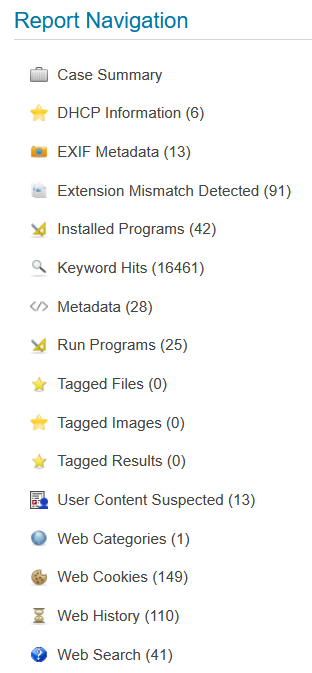 Report Navigation
Case Summary
DHCP Information (6)
EXIF Metadata (13)
Extension Mismatch Detected (91)
Installed Programs (42)
Keyword Hits (16461)
Metadata (28)
Run Programs (25)
Tagged Files (0)
Tagged Images (0)
Tagged Results (0)
User Content Suspected (13)
Web Categories (1)
Web Cookies (149)
Web History (110)
Web Search (41)